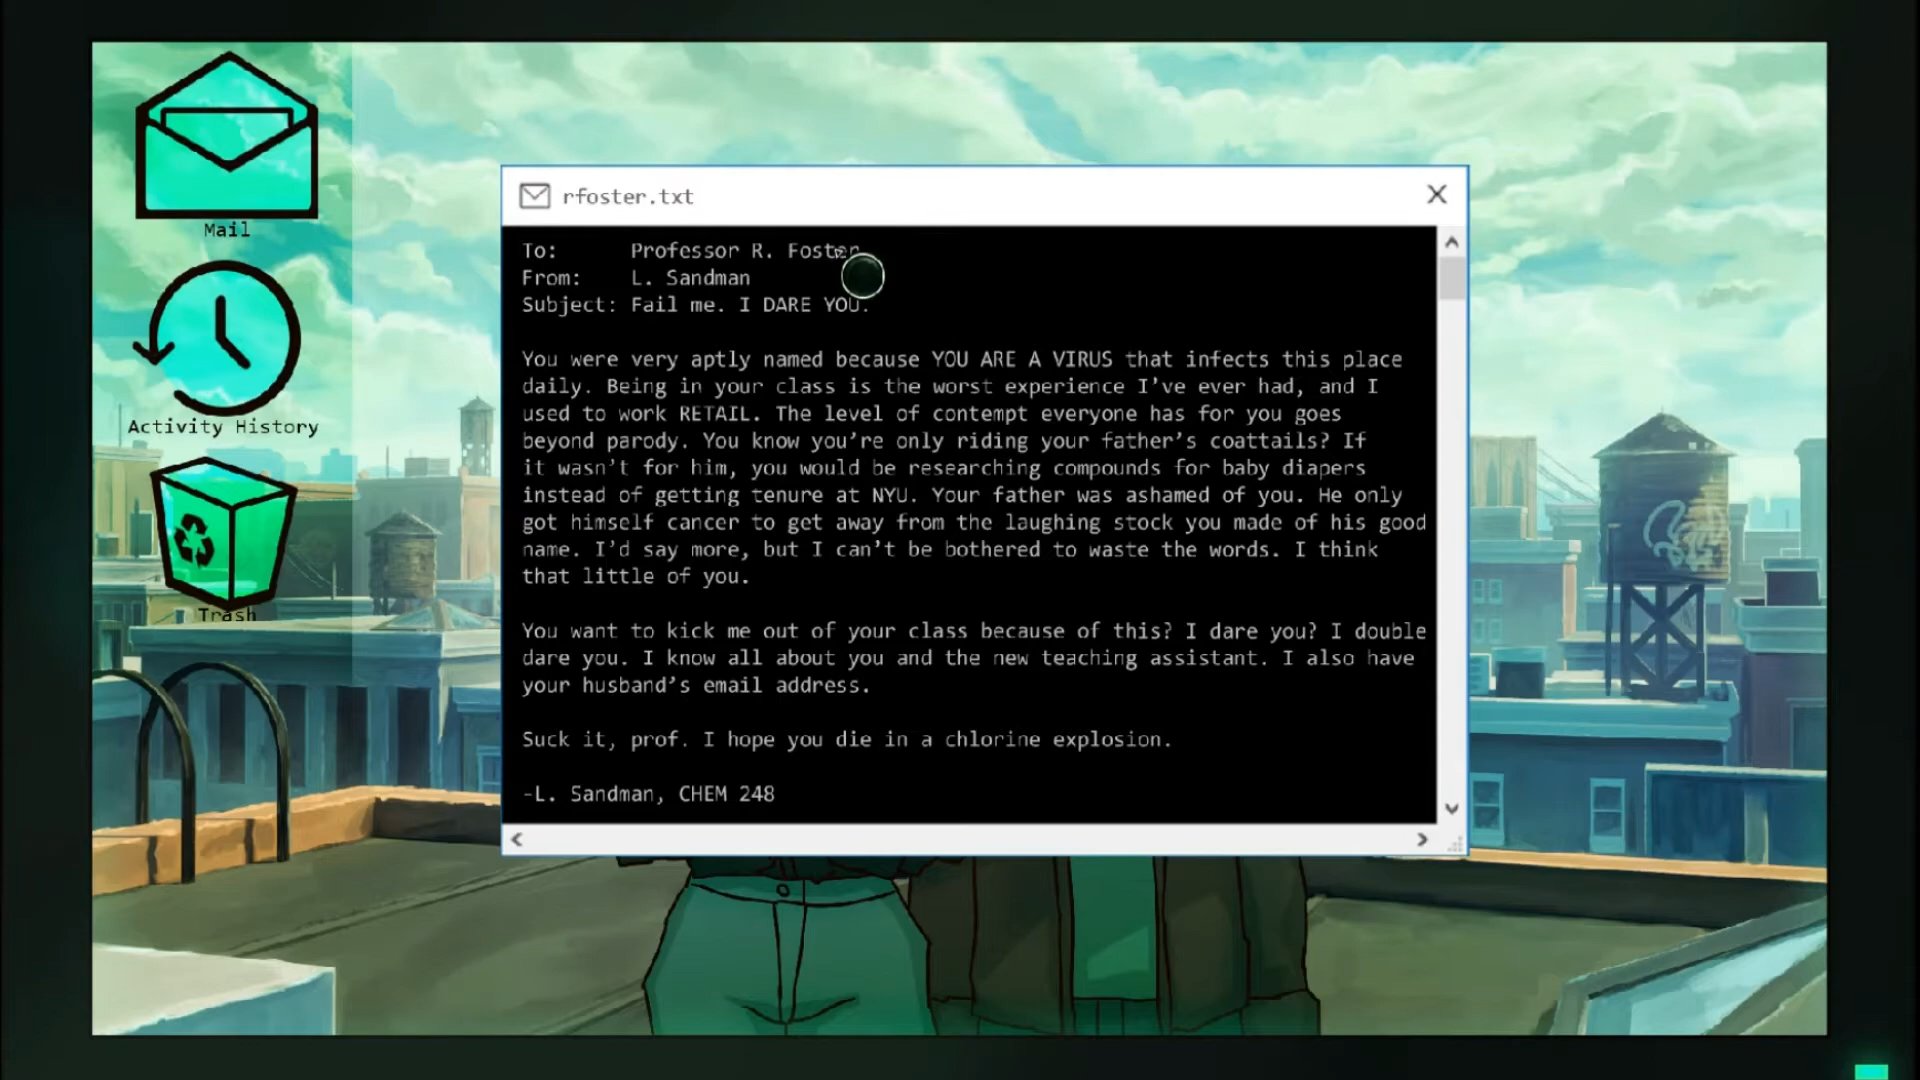 Mail
Activity History
Trash
rfoster.txt
To: Professor R. Foster
From: L. Sandman
Subject: Fail me. I DARE YOU.
You were very aptly named because YOU ARE A VIRUS that infects this place
daily. Being in your class is the worst experience I've ever had, and I
used to work RETAIL. The level of contempt everyone has for you goes
beyond parody. You know you're only riding your father's coattails? If
it wasn't for him, you would be researching compounds for baby diapers
instead of getting tenure at NYU. Your father was ashamed of you. He only
got himself cancer to get away from the laughing stock you made of his good
name. I'd say more, but I can't be bothered to waste the words. I think
that little of you.
You want to kick me out of your class because of this? I dare you? I double
dare you. I know all about you and the new teaching assistant. I also have
your husband's email address.
Suck it, prof. I hope you die in a chlorine explosion.
-L. Sandman, CHEM 248